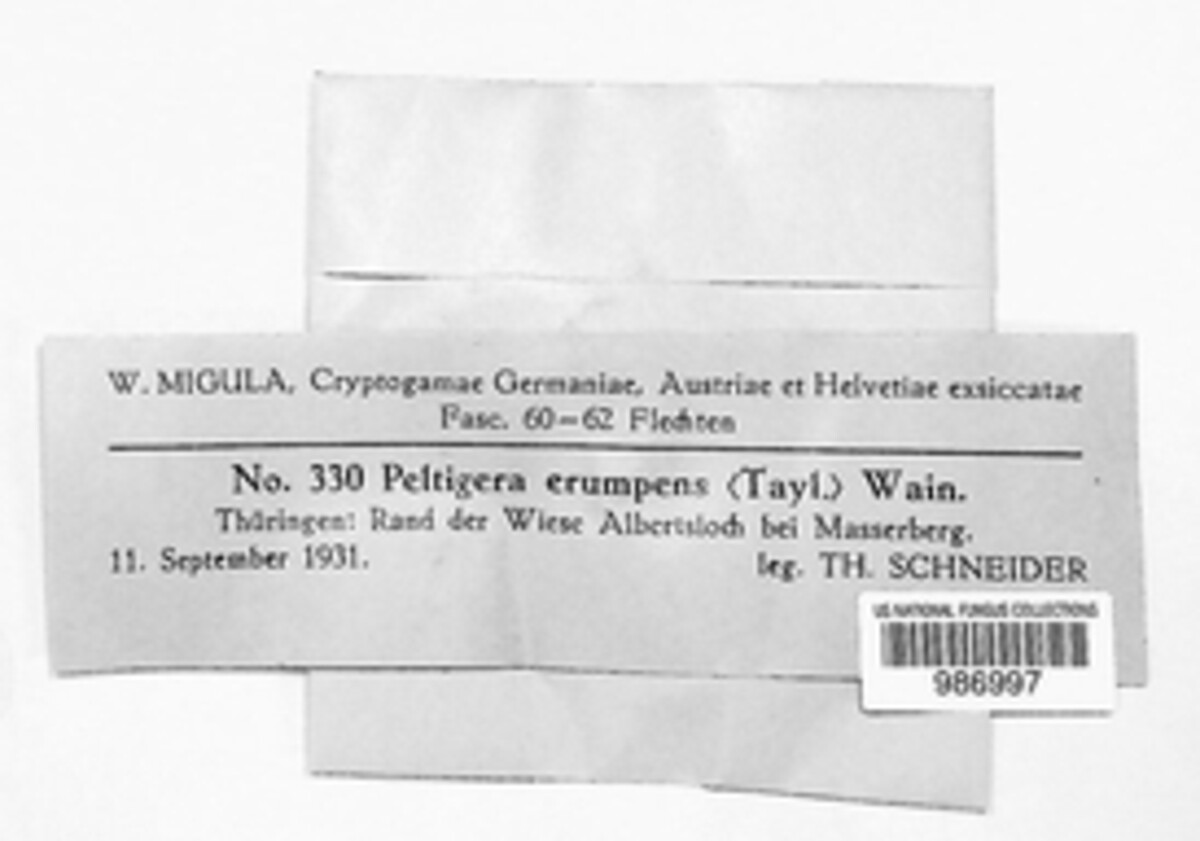 W. MIGULA, Cryptogamae Germaniae, Austriae et Helvetiae exsiccatae
Fasc. 60-62 Flechten
No. 330 Peltigera erumpens (Tayl.) Wain.
Thüringen: Rand der Wiese Albertsloch bei Masserberg.
11. September 1931. leg. TH. SCHNEIDER
US NATIONAL FUNGUS COLLECTIONS
986997